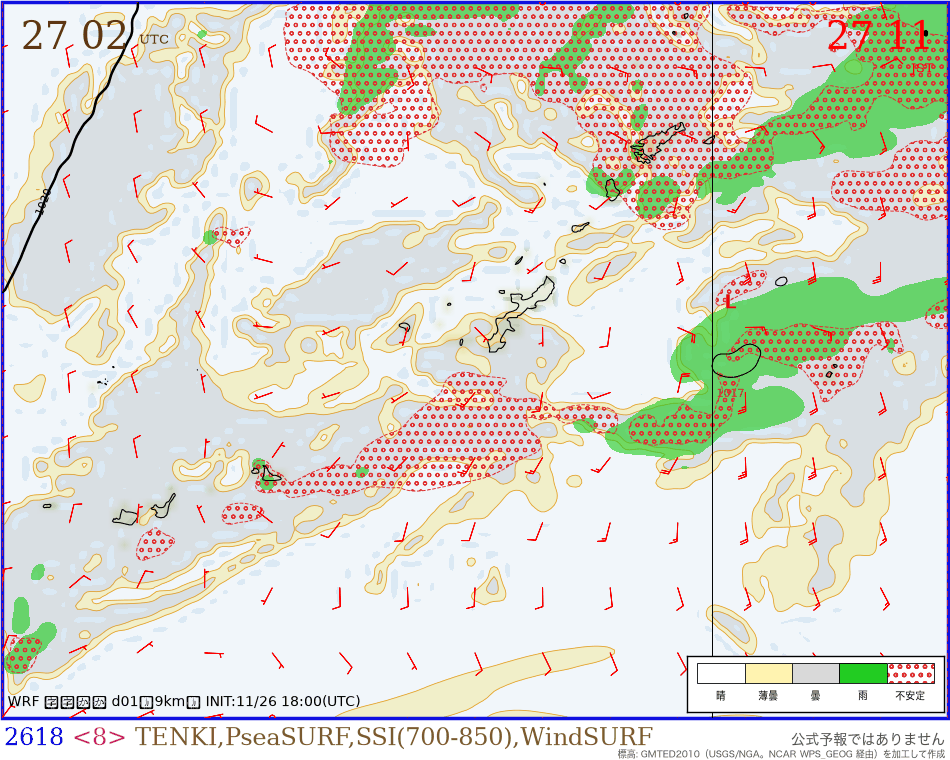 27 02 UTC
27 11
1020
L
1017
WRF d01 9km INIT:11/26 18:00(UTC)
晴 薄曇 曇 雨 不安定
2618 <8> TENKI,PseaSURF,SSI(700-850),WindSURF
公式予報ではありません
標高: GMTED2010（USGS/NGA。NCAR WPS_GEOG 経由）を加工して作成